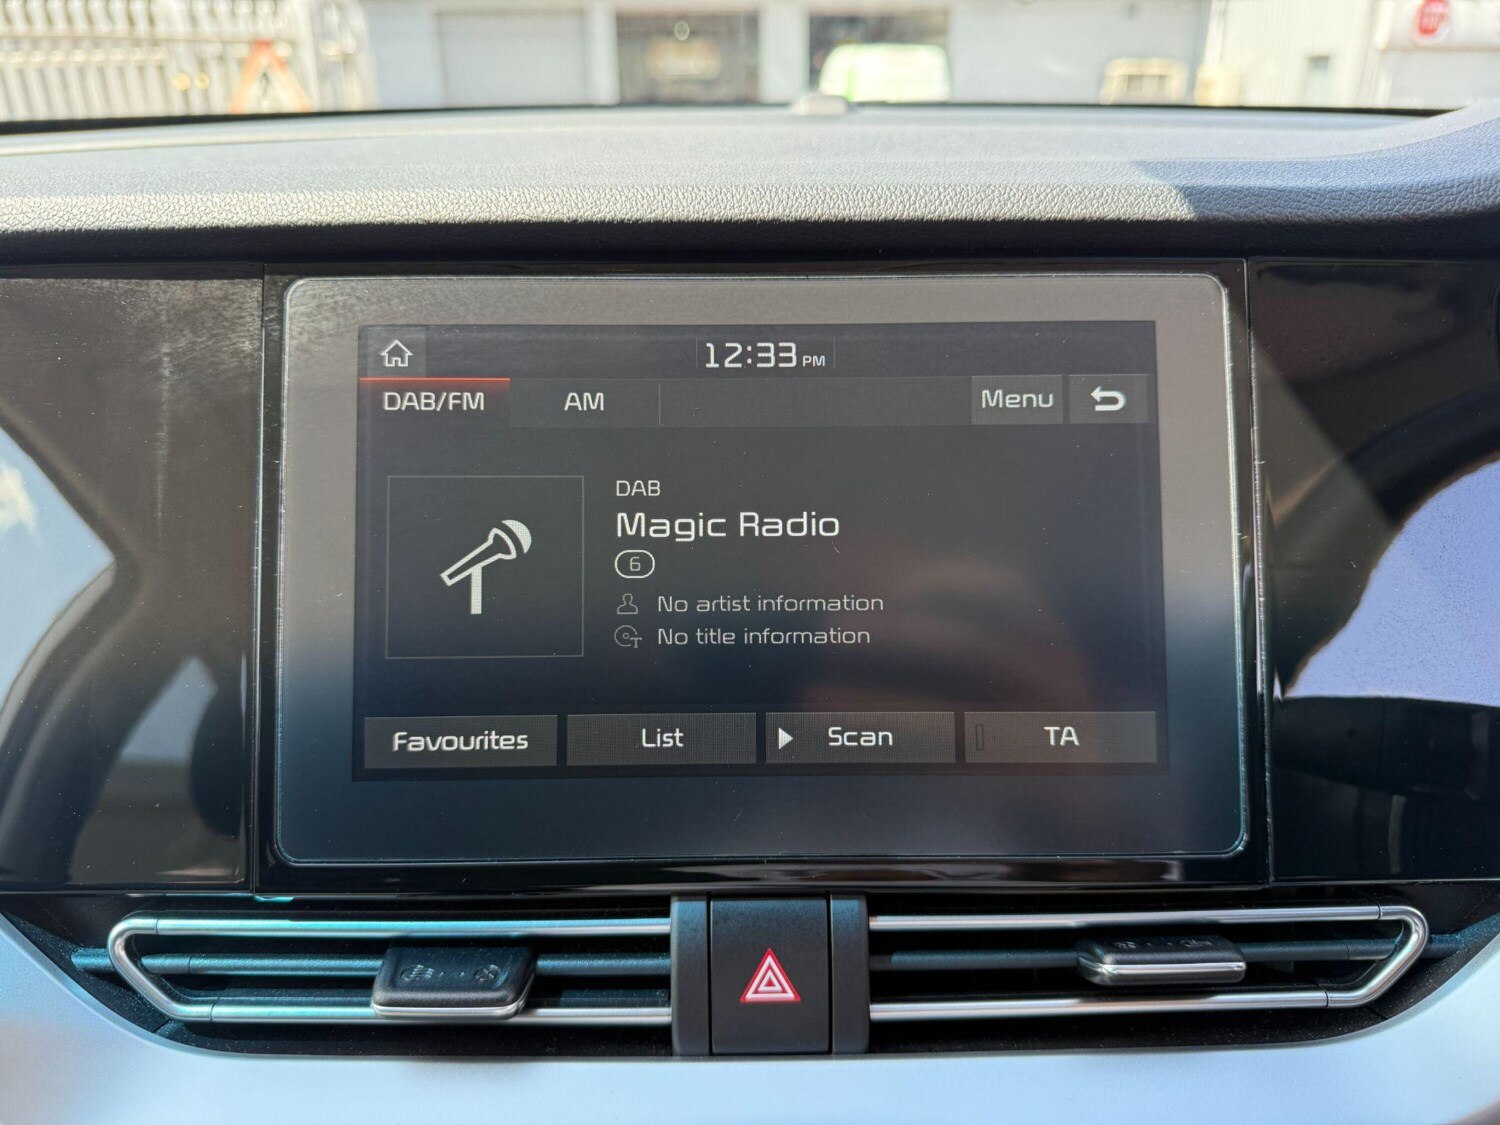 12:33 PM
DAB/FM AM Menu
DAB
Magic Radio
6
No artist information
No title information
Favourites List Scan TA